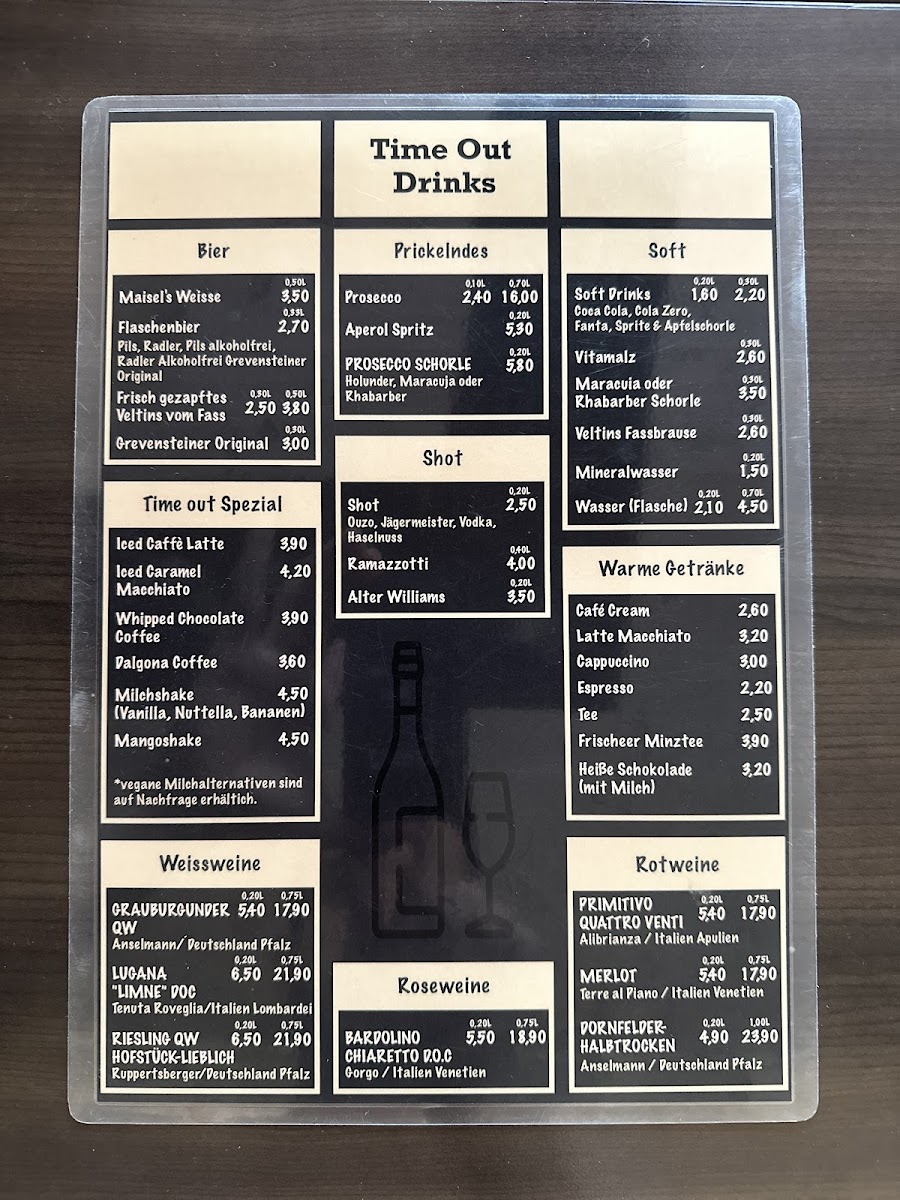 Time Out
Drinks
Bier
0,50L
Maisel's Weisse 3,50
0,33L
Flaschenbier 2,70
Pils, Radler, Pils alkoholfrei,
Radler Alkoholfrei Grevensteiner
Original
Frisch gezapftes 0,30L 0,50L
Veltins vom Fass 2,50 3,80
0,30L
Grevensteiner Original 3,00
Time out Spezial
Iced Caffè Latte 3,90
Iced Caramel 4,20
Macchiato
Whipped Chocolate 3,90
Coffee
Dalgona Coffee 3,60
Milchshake 4,50
(Vanilla, Nuttella, Bananen)
Mangoshake 4,50
*vegane Milchalternativen sind
auf Nachfrage erhältich.
Weissweine
0,20L 0,75L
GRAUBURGUNDER 5,40 17,90
QW
Anselmann/ Deutschland Pfalz
0,20L 0,75L
LUGANA 6,50 21,90
"LIMNE" DOC
Tenuta Roveglia/Italien Lombardei
0,20L 0,75L
RIESLING QW 6,50 21,90
HOFSTÜCK-LIEBLICH
Ruppertsberger/Deutschland Pfalz
Prickelndes
0,10L 0,70L
Prosecco 2,40 16,00
0,20L
Aperol Spritz 5,30
0,20L
PROSECCO SCHORLE 5,80
Holunder, Maracuja oder
Rhabarber
Shot
0,20L
Shot 2,50
Ouzo, Jägermeister, Vodka,
Haselnuss
0,40L
Ramazzotti 4,00
0,20L
Alter Williams 3,50
Roseweine
0,20L 0,75L
BARDOLINO 5,50 18,90
CHIARETTO D.O.C
Gorgo / Italien Venetien
Soft
0,20L 0,30L
Soft Drinks 1,60 2,20
Coca Cola, Cola Zero,
Fanta, Sprite & Apfelschorle
0,30L
Vitamalz 2,60
Maracuia oder 0,30L
Rhabarber Schorle 3,50
0,30L
Veltins Fassbrause 2,60
0,20L
Mineralwasser 1,50
0,20L 0,70L
Wasser (Flasche) 2,10 4,50
Warme Getränke
Café Cream 2,60
Latte Macchiato 3,20
Cappuccino 3,00
Espresso 2,20
Tee 2,50
Frischeer Minztee 3,90
Heiße Schokolade 3,20
(mit Milch)
Rotweine
PRIMITIVO 0,20L 0,75L
QUATTRO VENTI 5,40 17,90
Alibrianza / Italien Apulien
0,20L 0,75L
MERLOT 5,40 17,90
Terre al Piano / Italien Venetien
DORNFELDER- 0,20L 1,00L
HALBTROCKEN 4,90 23,90
Anselmann / Deutschland Pfalz